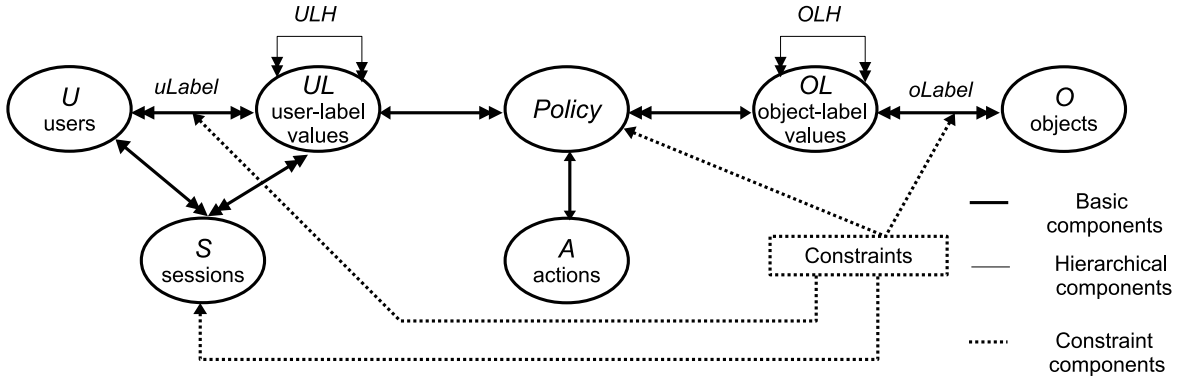 ULH
OLH
U
users
uLabel
UL
user-label
values
Policy
OL
object-label
values
oLabel
O
objects
S
sessions
A
actions
Constraints
Basic
components
Hierarchical
components
Constraint
components